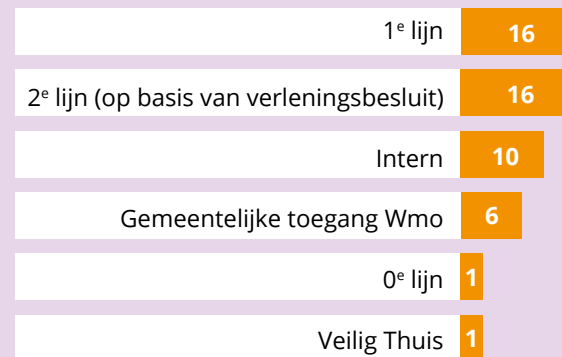 1e lijn 16
2e lijn (op basis van verleningsbesluit) 16
Intern 10
Gemeentelijke toegang Wmo 6
0e lijn 1
Veilig Thuis 1